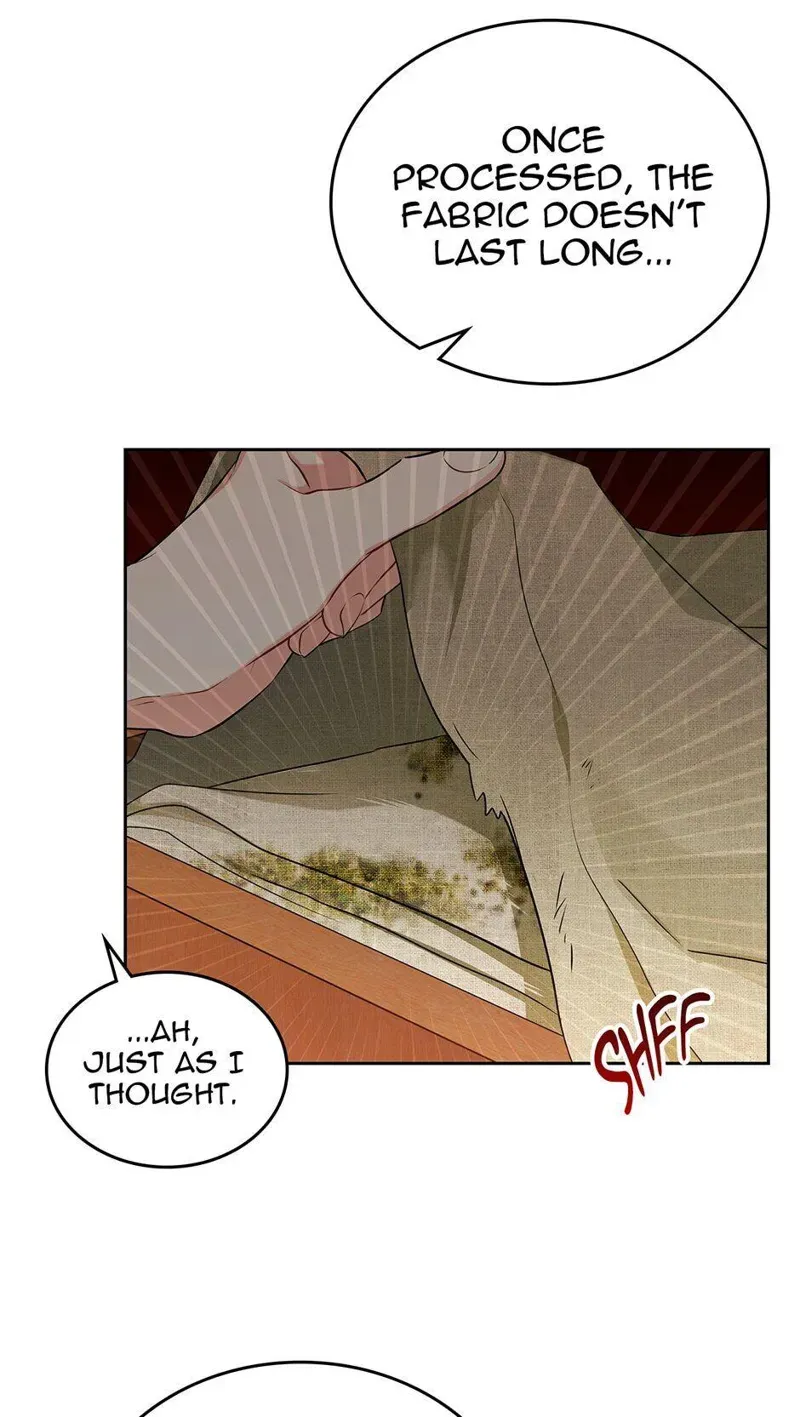 ONCE
PROCESSED, THE
FABRIC DOESN'T
LAST LONG...
...AH,
JUST AS I
THOUGHT.
SHFF